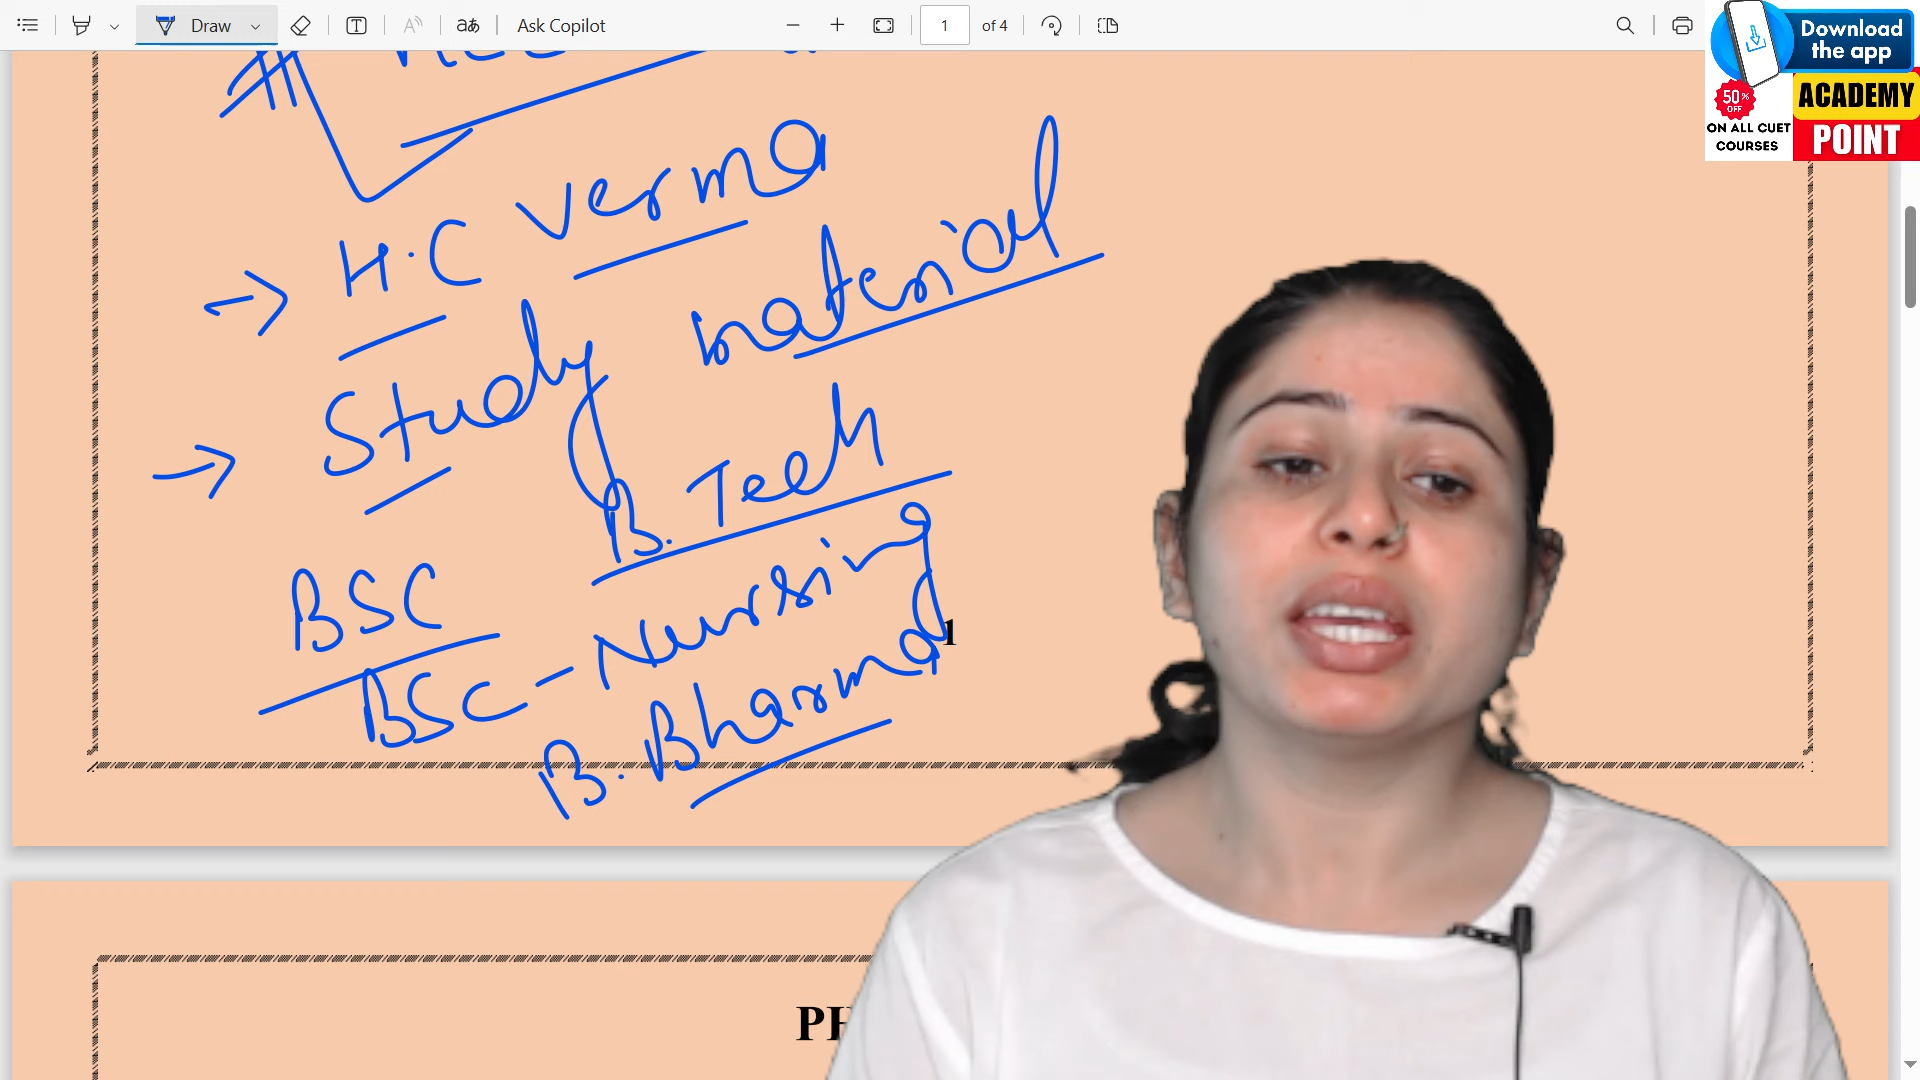 Draw
Ask Copilot
1
of 4
Download
the app
50%
OFF
ACADEMY
ON ALL CUET
COURSES
POINT
H.C Verma
Study material
B. Tech
BSC
BSC - Nursing
1
B. Bharma